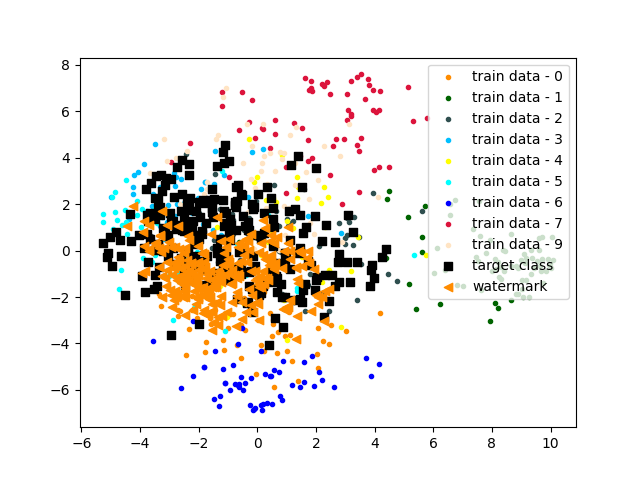 8
6
4
2
0
−2
−4
−6
−6 −4 −2 0 2 4 6 8 10
train data - 0
train data - 1
train data - 2
train data - 3
train data - 4
train data - 5
train data - 6
train data - 7
train data - 9
target class
watermark